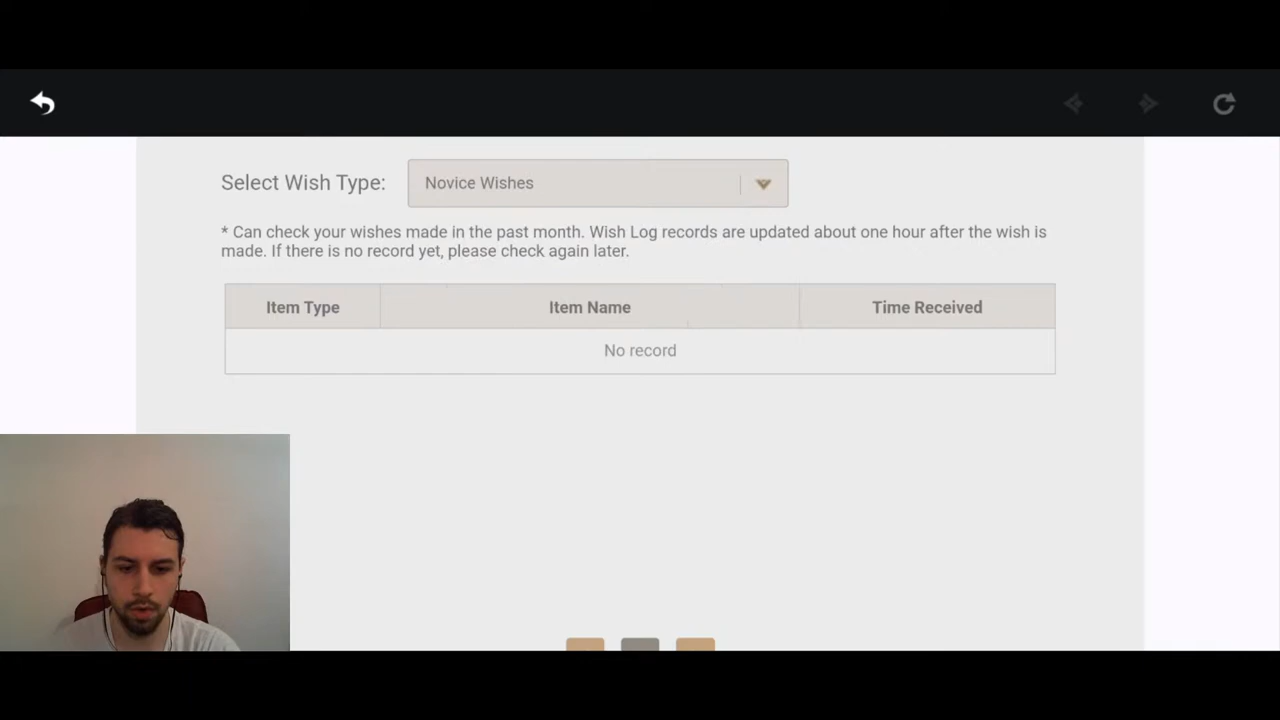 Select Wish Type:
Novice Wishes
* Can check your wishes made in the past month. Wish Log records are updated about one hour after the wish is
made. If there is no record yet, please check again later.
Item Type
Item Name
Time Received
No record